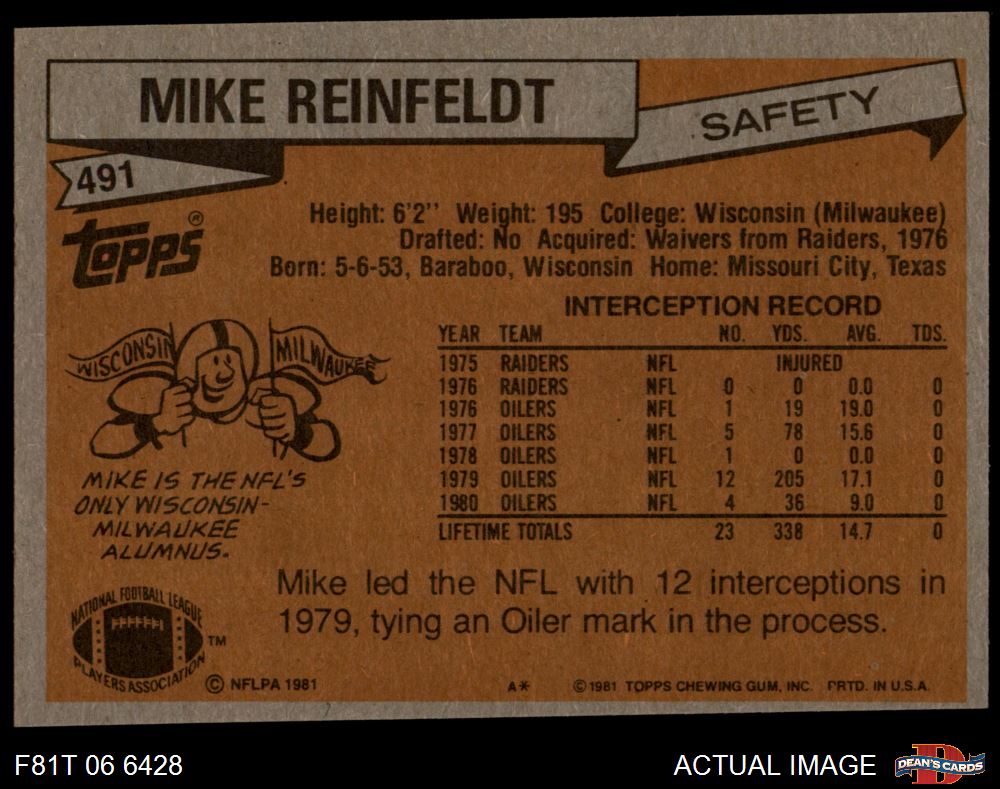 MIKE REINFELDT
SAFETY
491
topps®
Height: 6'2" Weight: 195 College: Wisconsin (Milwaukee)
Drafted: No Acquired: Waivers from Raiders, 1976
Born: 5-6-53, Baraboo, Wisconsin Home: Missouri City, Texas
INTERCEPTION RECORD
YEAR TEAM NO. YDS. AVG. TDS.
1975 RAIDERS NFL INJURED
1976 RAIDERS NFL 0 0 0.0 0
1976 OILERS NFL 1 19 19.0 0
1977 OILERS NFL 5 78 15.6 0
1978 OILERS NFL 1 0 0.0 0
1979 OILERS NFL 12 205 17.1 0
1980 OILERS NFL 4 36 9.0 0
LIFETIME TOTALS 23 338 14.7 0
WISCONSIN MILWAUKEE
MIKE IS THE NFL'S
ONLY WISCONSIN-
MILWAUKEE
ALUMNUS.
Mike led the NFL with 12 interceptions in
1979, tying an Oiler mark in the process.
NATIONAL FOOTBALL LEAGUE
PLAYERS ASSOCIATION
TM
© NFLPA 1981
A* © 1981 TOPPS CHEWING GUM, INC. PRTD. IN U.S.A.
F81T 06 6428
ACTUAL IMAGE
D
DEAN'S CARDS